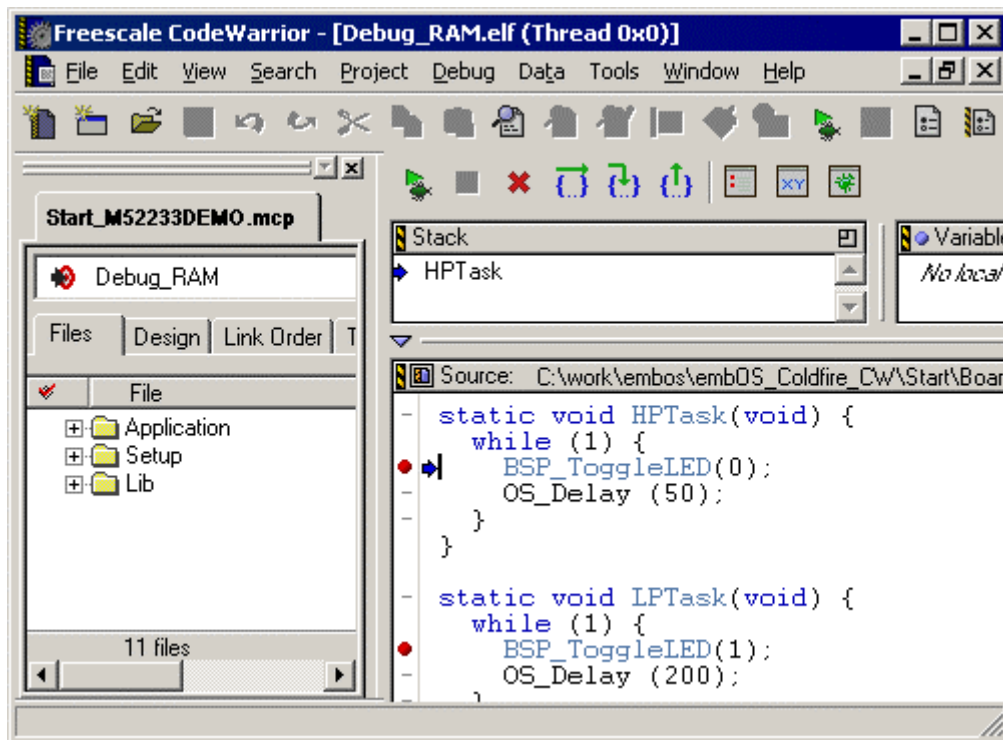 Freescale CodeWarrior - [Debug_RAM.elf (Thread 0x0)]
File Edit View Search Project Debug Data Tools Window Help
Start_M52233DEMO.mcp
Debug_RAM
Files Design Link Order T
File
Application
Setup
Lib
11 files
Stack
HPTask
Variable
No local
Source: C:\work\embos\embOS_Coldfire_CW\Start\Boar
static void HPTask(void) {
while (1) {
BSP_ToggleLED(0);
OS_Delay (50);
}
}
static void LPTask(void) {
while (1) {
BSP_ToggleLED(1);
OS_Delay (200);